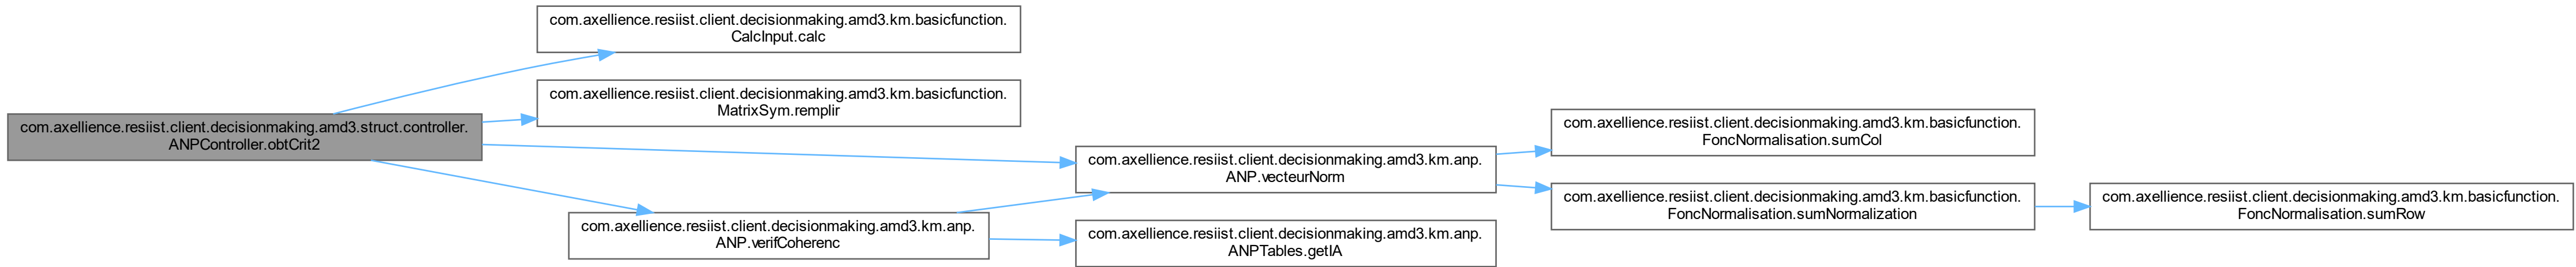 com.axellience.resiist.client.decisionmaking.amd3.struct.controller.
ANPController.obtCrit2
com.axellience.resiist.client.decisionmaking.amd3.km.basicfunction.
CalcInput.calc
com.axellience.resiist.client.decisionmaking.amd3.km.basicfunction.
MatrixSym.remplir
com.axellience.resiist.client.decisionmaking.amd3.km.anp.
ANP.verifCoherenc
com.axellience.resiist.client.decisionmaking.amd3.km.anp.
ANP.vecteurNorm
com.axellience.resiist.client.decisionmaking.amd3.km.anp.
ANPTables.getIA
com.axellience.resiist.client.decisionmaking.amd3.km.basicfunction.
FoncNormalisation.sumCol
com.axellience.resiist.client.decisionmaking.amd3.km.basicfunction.
FoncNormalisation.sumNormalization
com.axellience.resiist.client.decisionmaking.amd3.km.basicfunction.
FoncNormalisation.sumRow